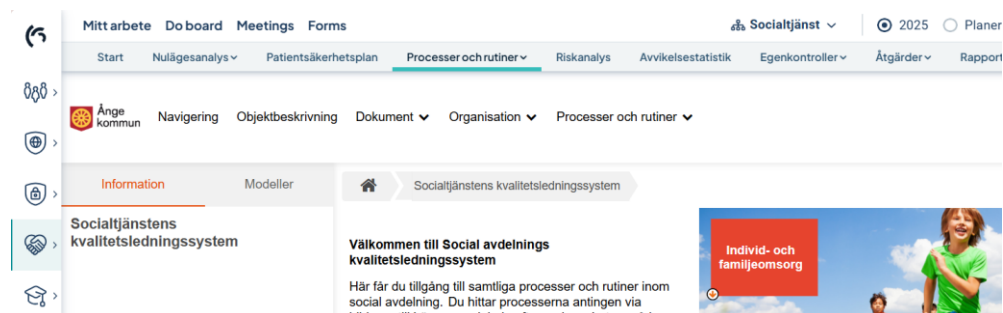 Mitt arbete Do board Meetings Forms Socialtjänst 2025 Planer
Start Nulägesanalys Patientsäkerhetsplan Processer och rutiner Riskanalys Avvikelsestatistik Egenkontroller Åtgärder Rapport
Ånge
kommun
Navigering Objektbeskrivning Dokument Organisation Processer och rutiner
Information Modeller
Socialtjänstens kvalitetsledningssystem
Socialtjänstens
kvalitetsledningssystem
Välkommen till Social avdelnings
kvalitetsledningssystem
Här får du tillgång till samtliga processer och rutiner inom
social avdelning. Du hittar processerna antingen via
Individ- och
familjeomsorg